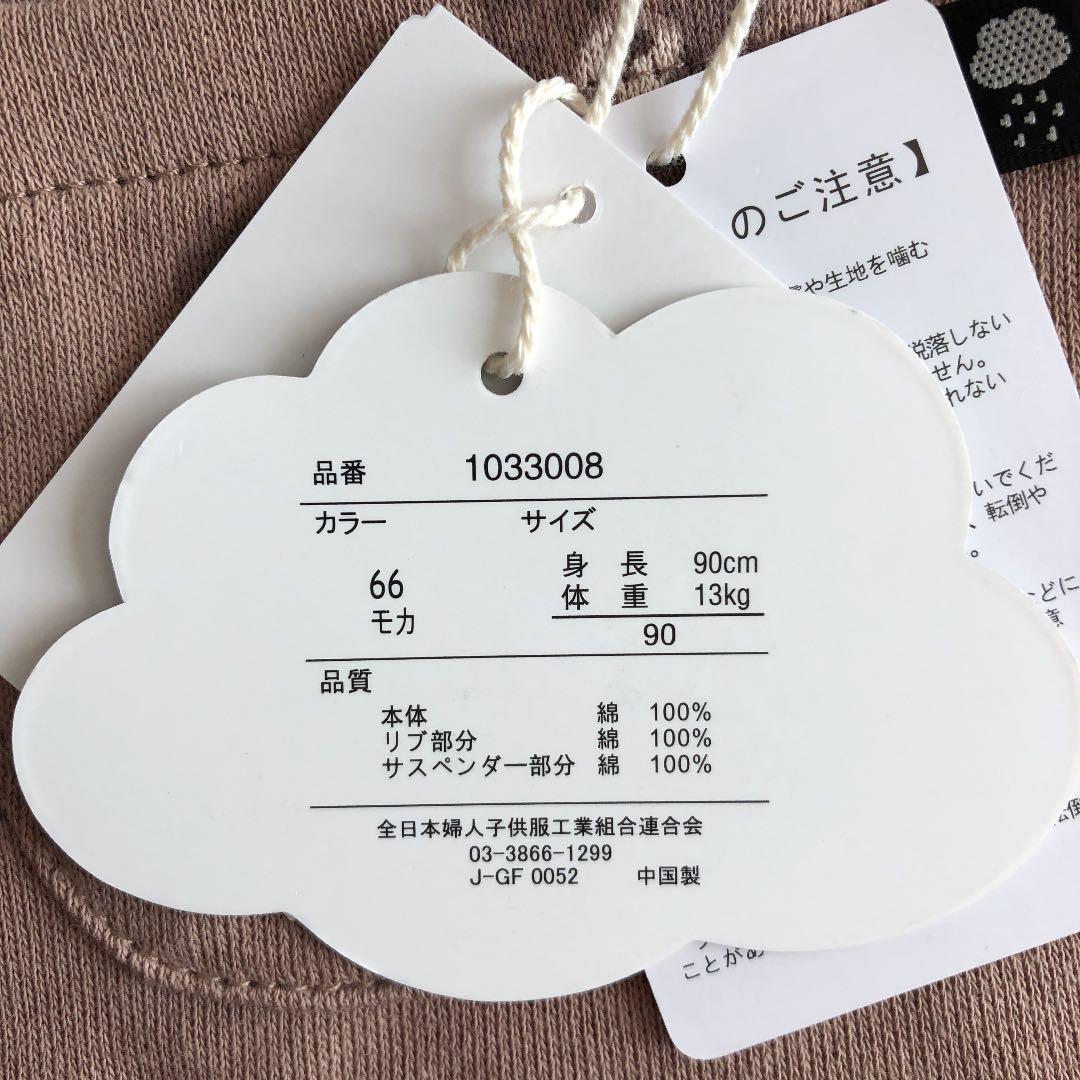 品番 1033008
カラー サイズ
66
モカ
身長 90cm
体重 13kg
90
品質
本体 綿 100%
リブ部分 綿 100%
サスペンダー部分 綿 100%
全日本婦人子供服工業組合連合会
03-3866-1299
J-GF 0052 中国製
のご注意】
や生地を噛む
脱落しない
せん。
れない
いでくだ
、転倒や
。
どに
ことがあ